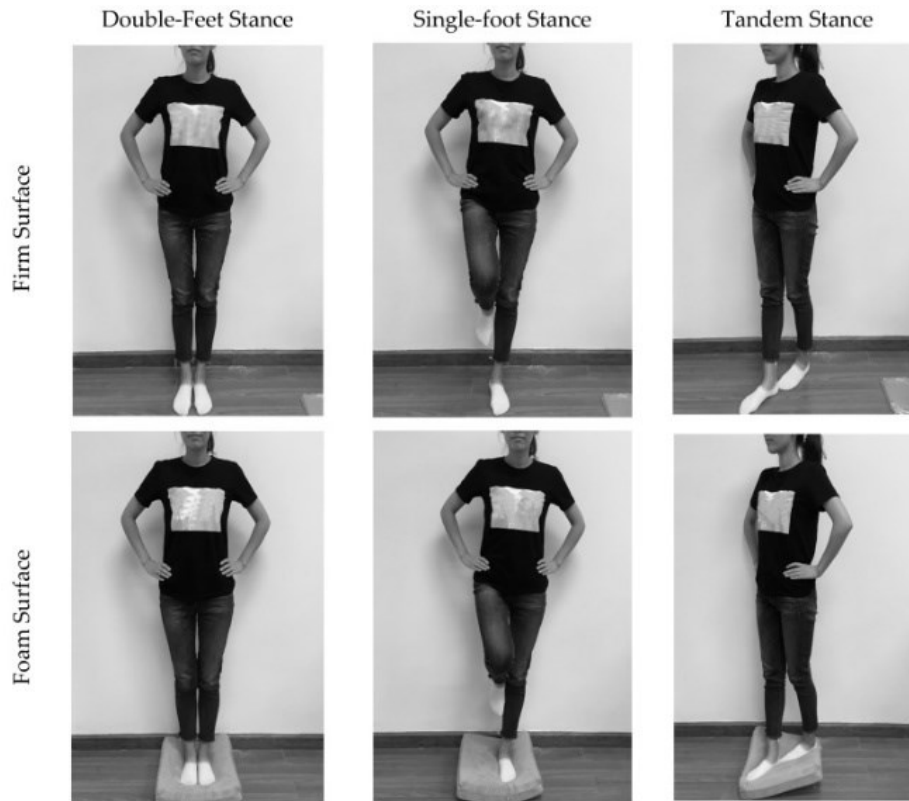 Double-Feet Stance
Single-foot Stance
Tandem Stance
Firm Surface
Foam Surface